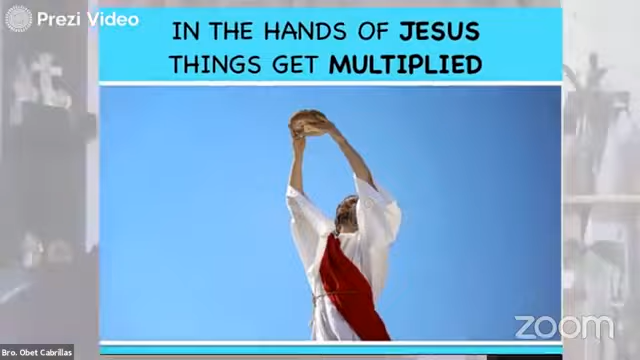 Prezi Video
IN THE HANDS OF JESUS
THINGS GET MULTIPLIED
Bro. Obet Cabrillas
zoom